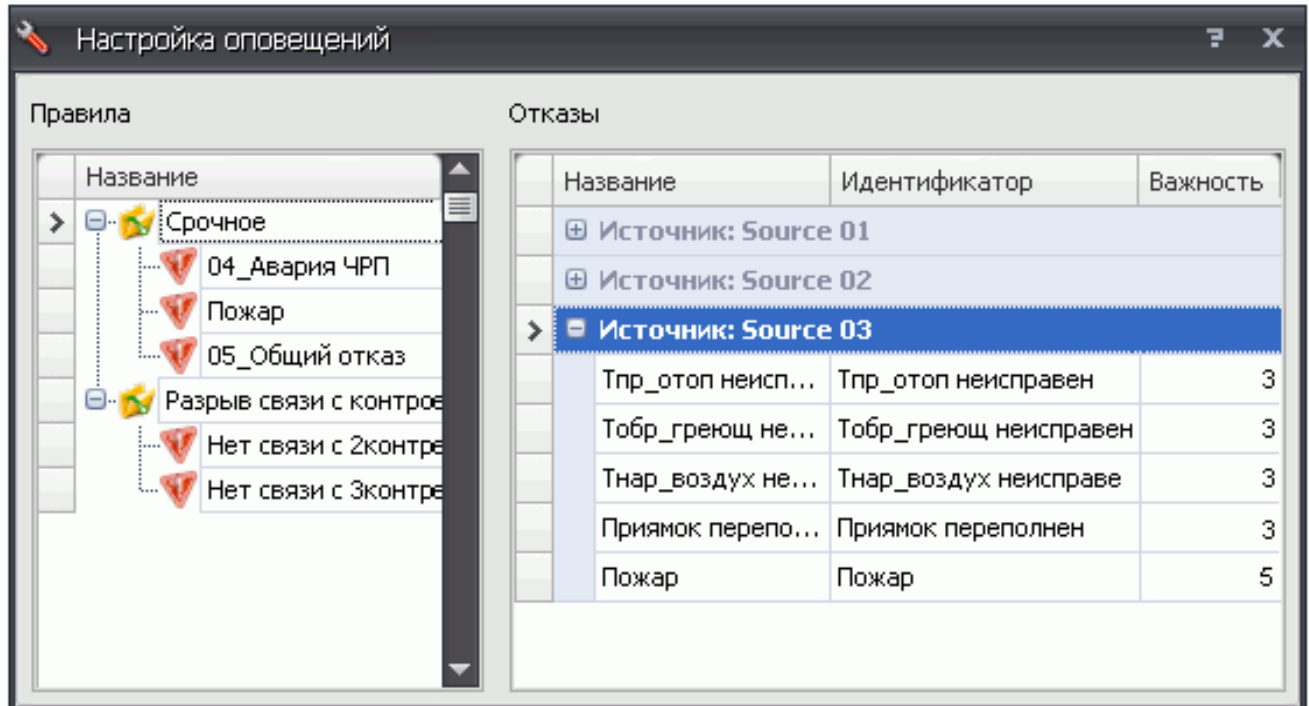 Настройка оповещений ? X
Правила
Название
Срочное
04_Авария ЧРП
Пожар
05_Общий отказ
Разрыв связи с контрое
Нет связи с 2контре
Нет связи с 3контре
Отказы
Название Идентификатор Важность
Источник: Source 01
Источник: Source 02
Источник: Source 03
Тпр_отоп неисп... Тпр_отоп неисправен 3
Тобр_греющ не... Тобр_греющ неисправен 3
Тнар_воздух не... Тнар_воздух неисправе 3
Приямок перепо... Приямок переполнен 3
Пожар Пожар 5